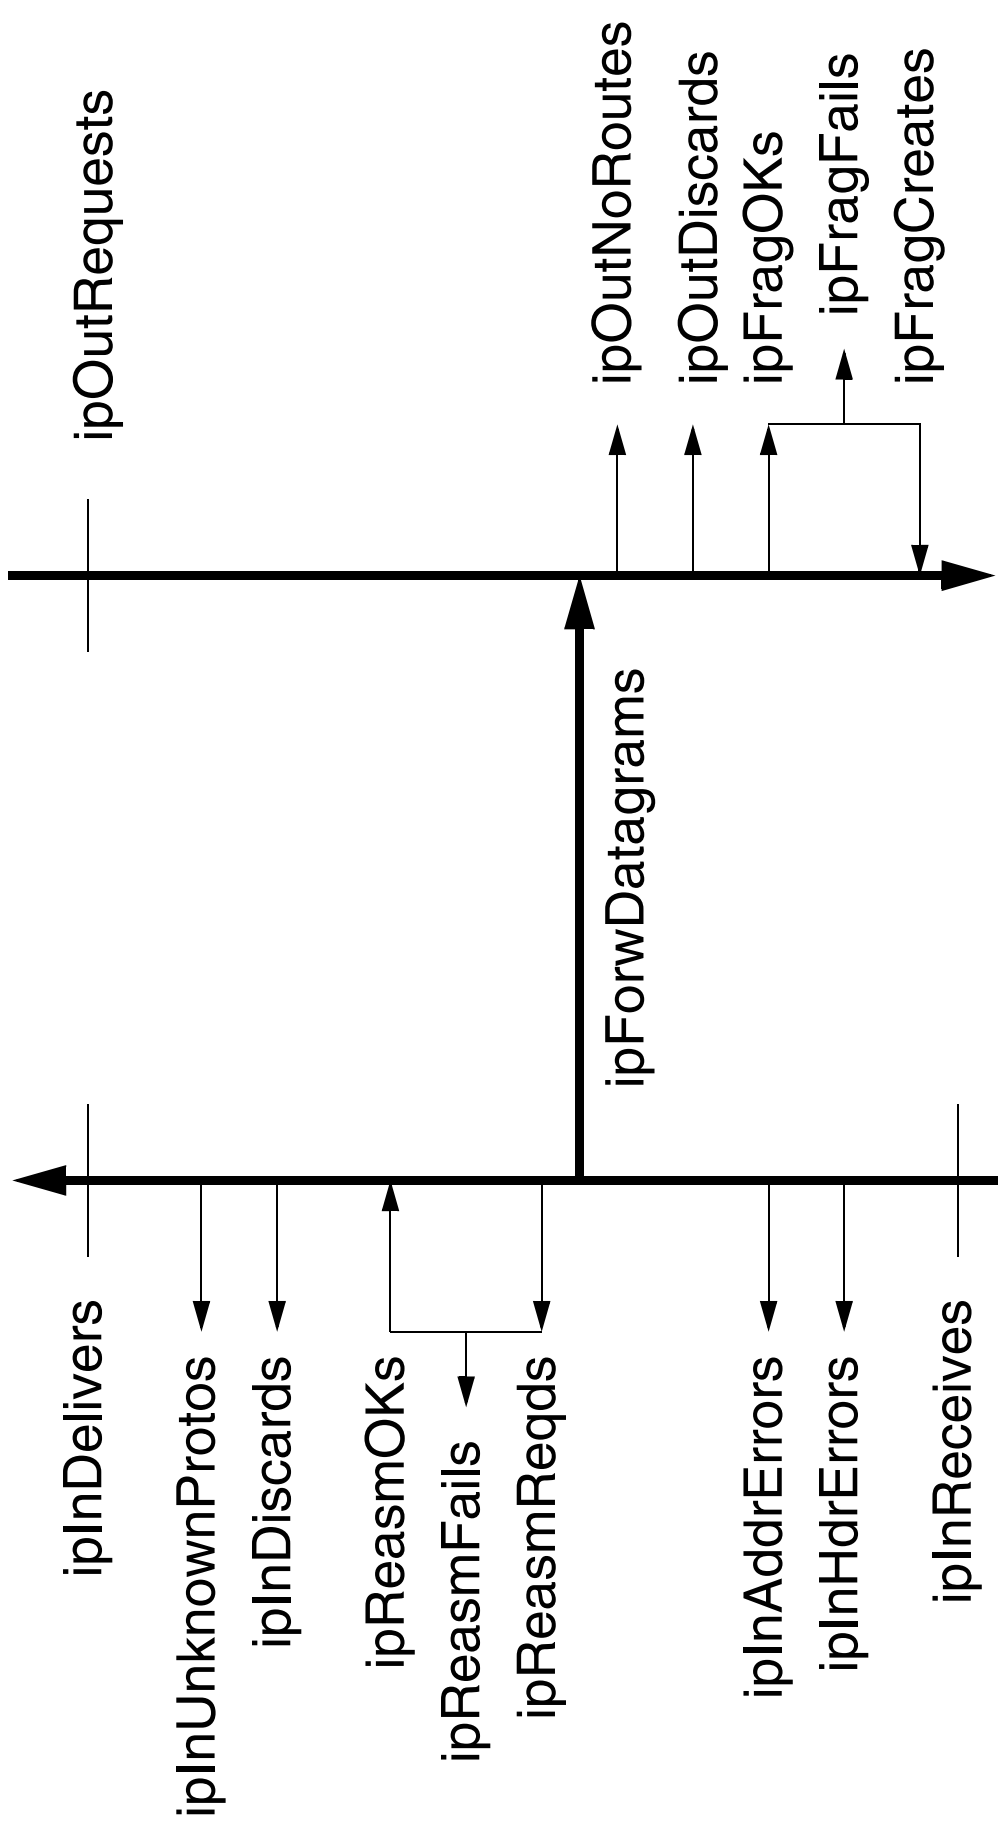 ipInDelivers
ipInUnknownProtos
ipInDiscards
ipReasmOKs
ipReasmFails
ipReasmReqds
ipInAddrErrors
ipInHdrErrors
ipInReceives
ipForwDatagrams
ipOutRequests
ipOutNoRoutes
ipOutDiscards
ipFragOKs
ipFragFails
ipFragCreates